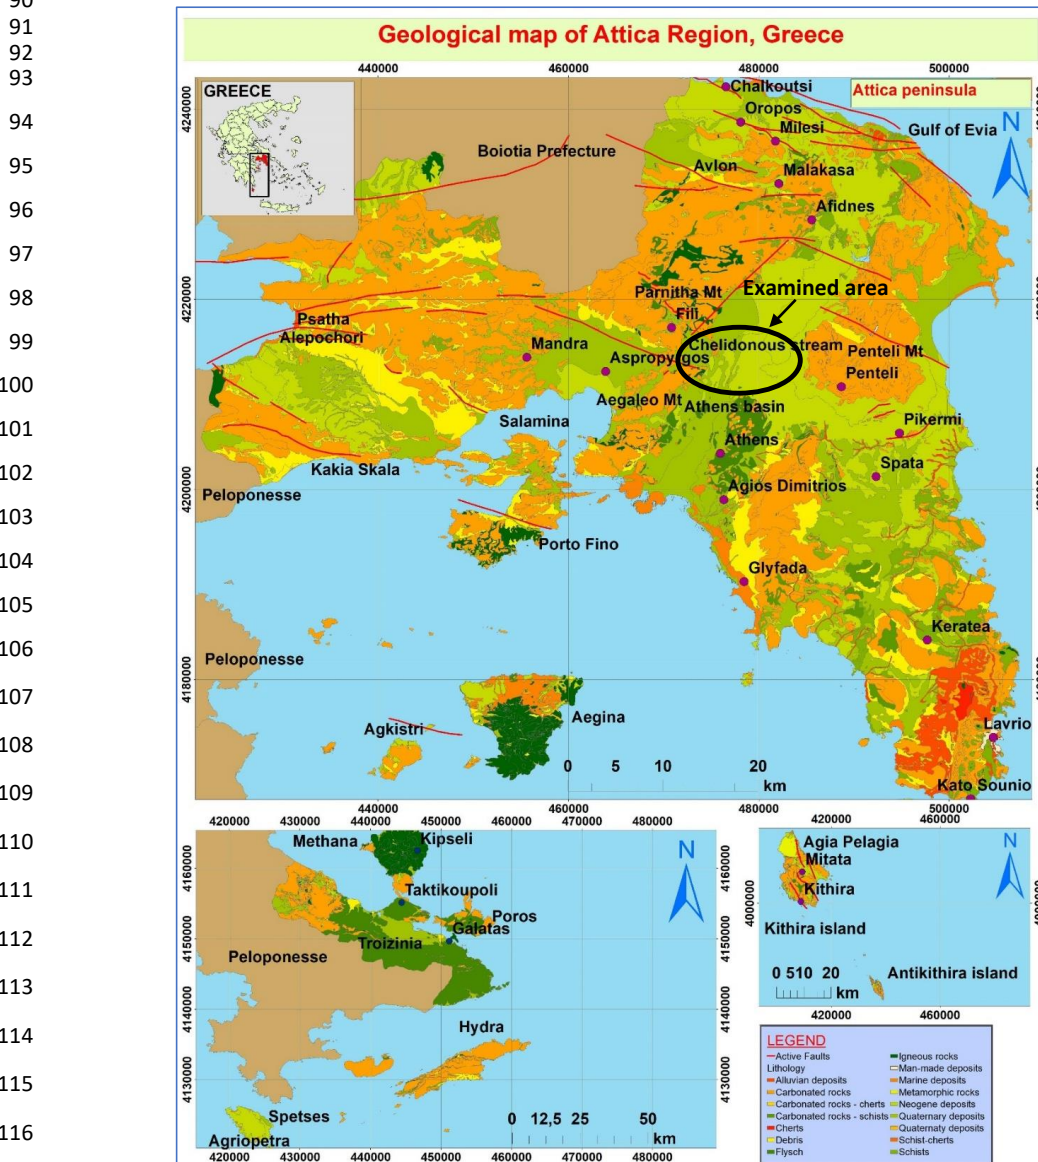 90
91
92
93
94
95
96
97
98
99
100
101
102
103
104
105
106
107
108
109
110
111
112
113
114
115
116
Geological map of Attica Region, Greece
440000 460000 480000 500000
GREECE
Attica peninsula
Chalkoutsi
Oropos
Milesi
Gulf of Evia
N
Boiotia Prefecture
Avlon
Malakasa
Afidnes
4240000
4220000
4200000
4180000
Examined area
Parnitha Mt
Fili
Psatha
Alepochori
Mandra
Aspropyrgos
Chelidonous stream
Penteli Mt
Penteli
Aegaleo Mt
Athens basin
Salamina
Pikermi
Athens
Kakia Skala
Spata
Peloponesse
Agios Dimitrios
Porto Fino
Glyfada
Keratea
Peloponesse
Aegina
Agkistri
Lavrio
0 5 10 20
km
Kato Sounio
440000 460000 480000 500000
420000 430000 440000 450000 460000 470000 480000
Methana
Kipseli
N
4160000
4150000
4140000
4130000
Taktikoupoli
Poros
Galatas
Troizinia
Peloponesse
Hydra
Spetses
Agriopetra
0 12,5 25 50
km
4160000
4150000
4140000
4130000
420000 430000 440000 450000 460000 470000 480000
420000 460000
Agia Pelagia
Mitata
Kithira
N
4000000
Kithira island
Antikithira island
0 510 20
km
420000 460000
LEGEND
Active Faults
Lithology
Alluvian deposits
Carbonated rocks
Carbonated rocks - cherts
Carbonated rocks - schists
Cherts
Debris
Flysch
Igneous rocks
Man-made deposits
Marine deposits
Metamorphic rocks
Neogene deposits
Quaternary deposits
Quaternaty deposits
Schist-cherts
Schists